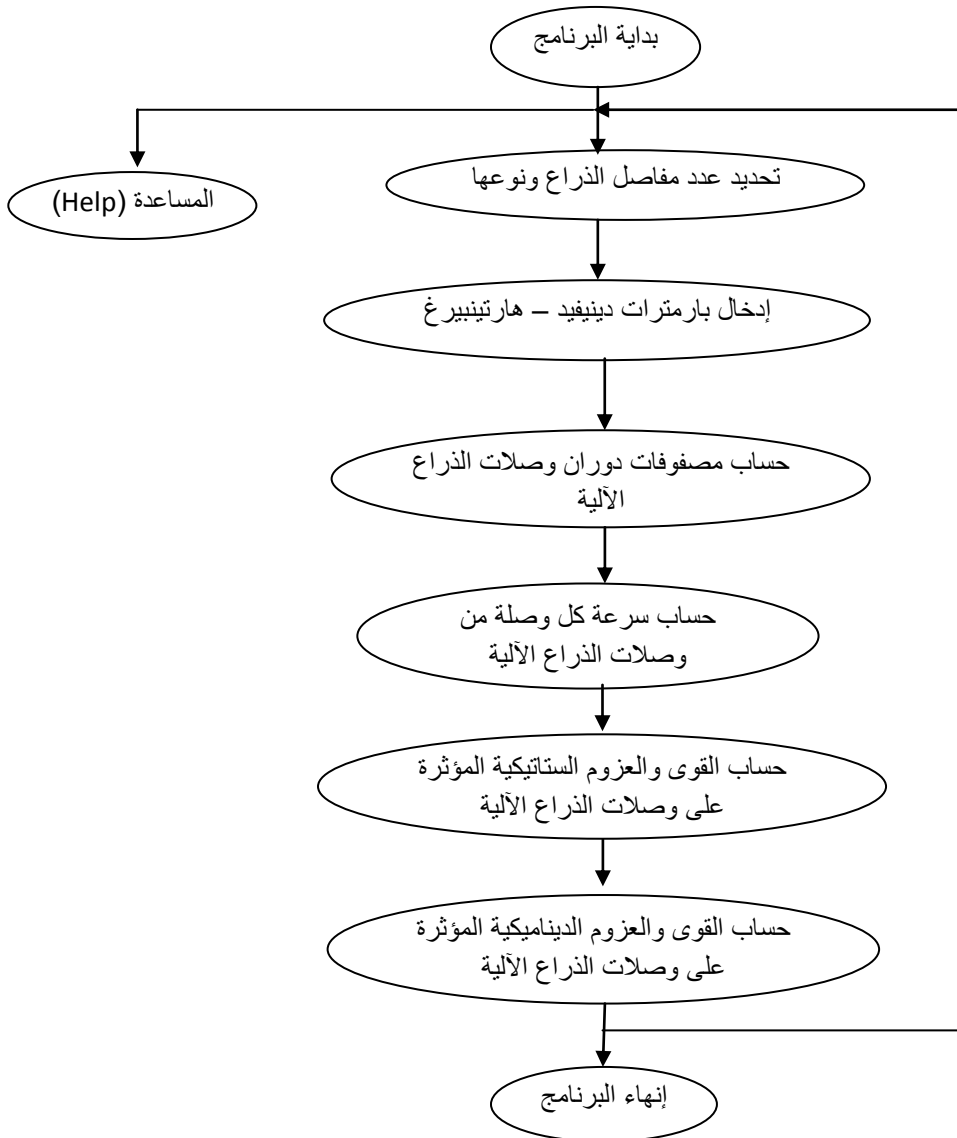 بداية البرنامج
تحديد عدد مفاصل الذراع ونوعها
المساعدة (Help)
إدخال بارمترات دينيفيد – هارتينبيرغ
حساب مصفوفات دوران وصلات الذراع
الآلية
حساب سرعة كل وصلة من
وصلات الذراع الآلية
حساب القوى والعزوم الستاتيكية المؤثرة
على وصلات الذراع الآلية
حساب القوى والعزوم الديناميكية المؤثرة
على وصلات الذراع الآلية
إنهاء البرنامج